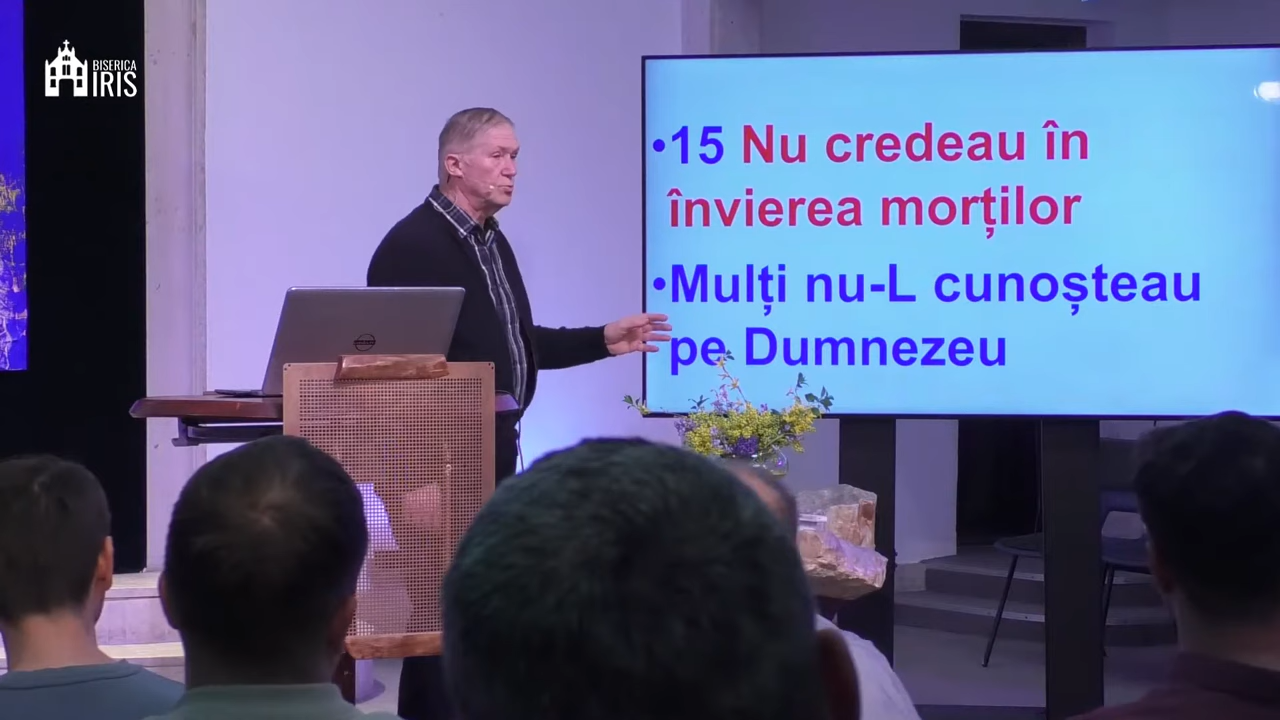 BISERICA
IRIS
•15 Nu credeau în
învierea morților
•Mulți nu-L cunoșteau
pe Dumnezeu